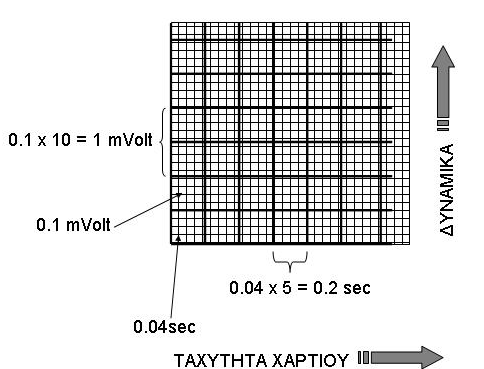 0.1 x 10 = 1 mVolt
ΔΥΝΑΜΙΚΑ
0.1 mVolt
0.04 x 5 = 0.2 sec
0.04sec
ΤΑΧΥΤΗΤΑ ΧΑΡΤΙΟΥ